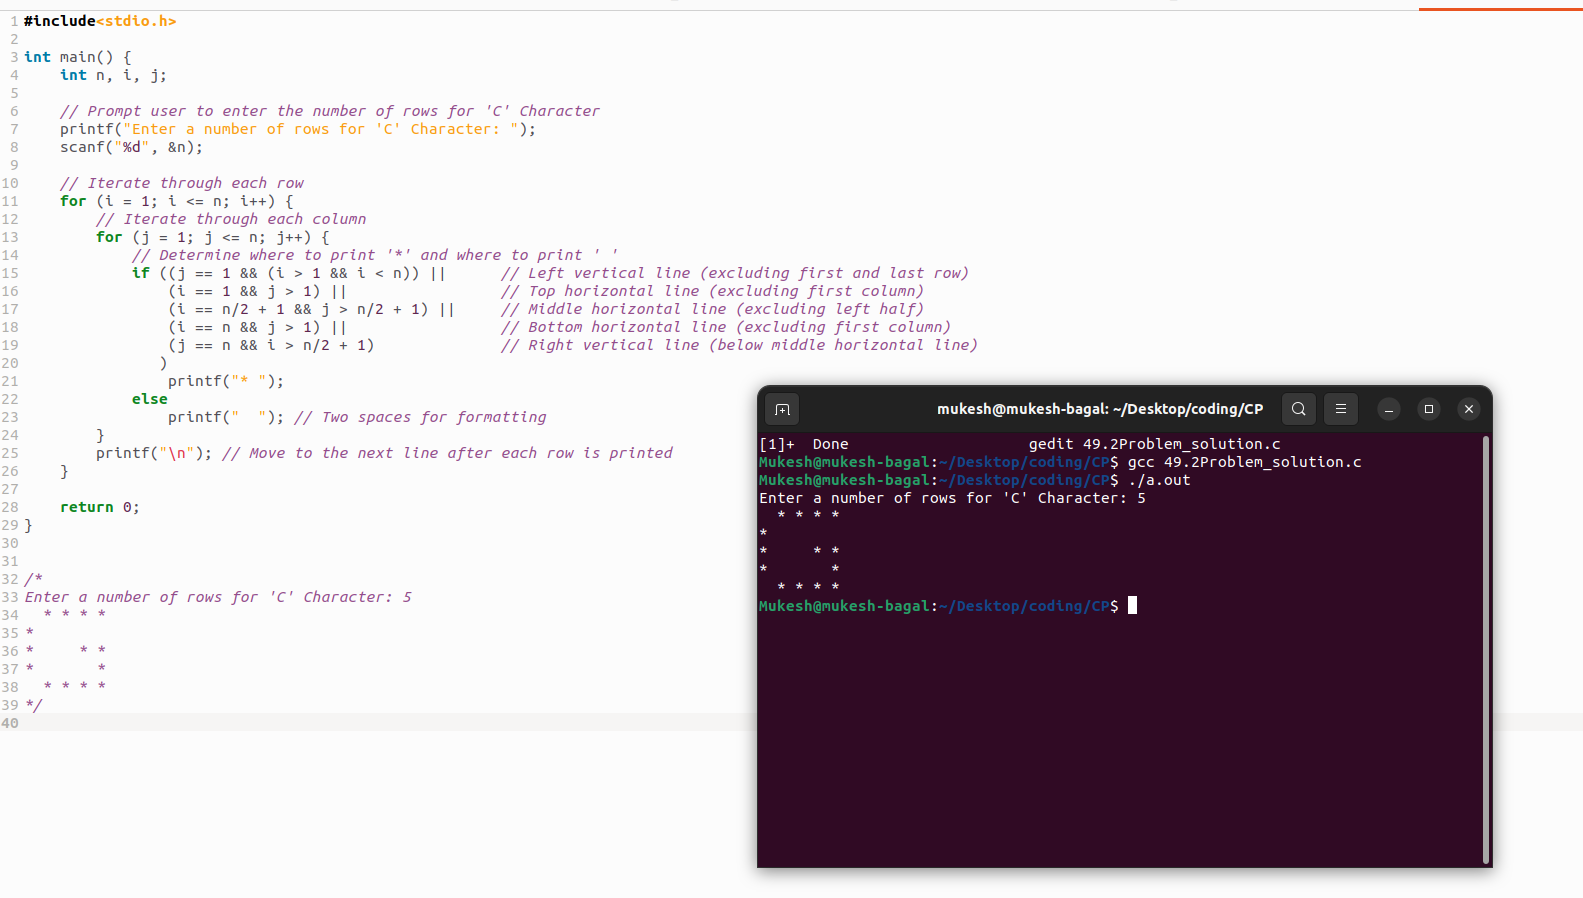 1 #include<stdio.h>
2
3 int main() {
4     int n, i, j;
5
6     // Prompt user to enter the number of rows for 'C' Character
7     printf("Enter a number of rows for 'C' Character: ");
8     scanf("%d", &n);
9
10     // Iterate through each row
11     for (i = 1; i <= n; i++) {
12         // Iterate through each column
13         for (j = 1; j <= n; j++) {
14             // Determine where to print '*' and where to print ' '
15             if ((j == 1 && (i > 1 && i < n)) ||      // Left vertical line (excluding first and last row)
16                 (i == 1 && j > 1) ||                 // Top horizontal line (excluding first column)
17                 (i == n/2 + 1 && j > n/2 + 1) ||     // Middle horizontal line (excluding left half)
18                 (i == n && j > 1) ||                 // Bottom horizontal line (excluding first column)
19                 (j == n && i > n/2 + 1)              // Right vertical line (below middle horizontal line)
20                )
21                 printf("* ");
22             else
23                 printf("  "); // Two spaces for formatting
24         }
25         printf("\n"); // Move to the next line after each row is printed
26     }
27
28     return 0;
29 }
30
31
32 /*
33 Enter a number of rows for 'C' Character: 5
34   * * * *
35 *
36 *     * *
37 *       *
38   * * * *
39 */
40
mukesh@mukesh-bagal: ~/Desktop/coding/CP
[1]+  Done                    gedit 49.2Problem_solution.c
Mukesh@mukesh-bagal:~/Desktop/coding/CP$ gcc 49.2Problem_solution.c
Mukesh@mukesh-bagal:~/Desktop/coding/CP$ ./a.out
Enter a number of rows for 'C' Character: 5
  * * * *
*
*     * *
*       *
  * * * *
Mukesh@mukesh-bagal:~/Desktop/coding/CP$